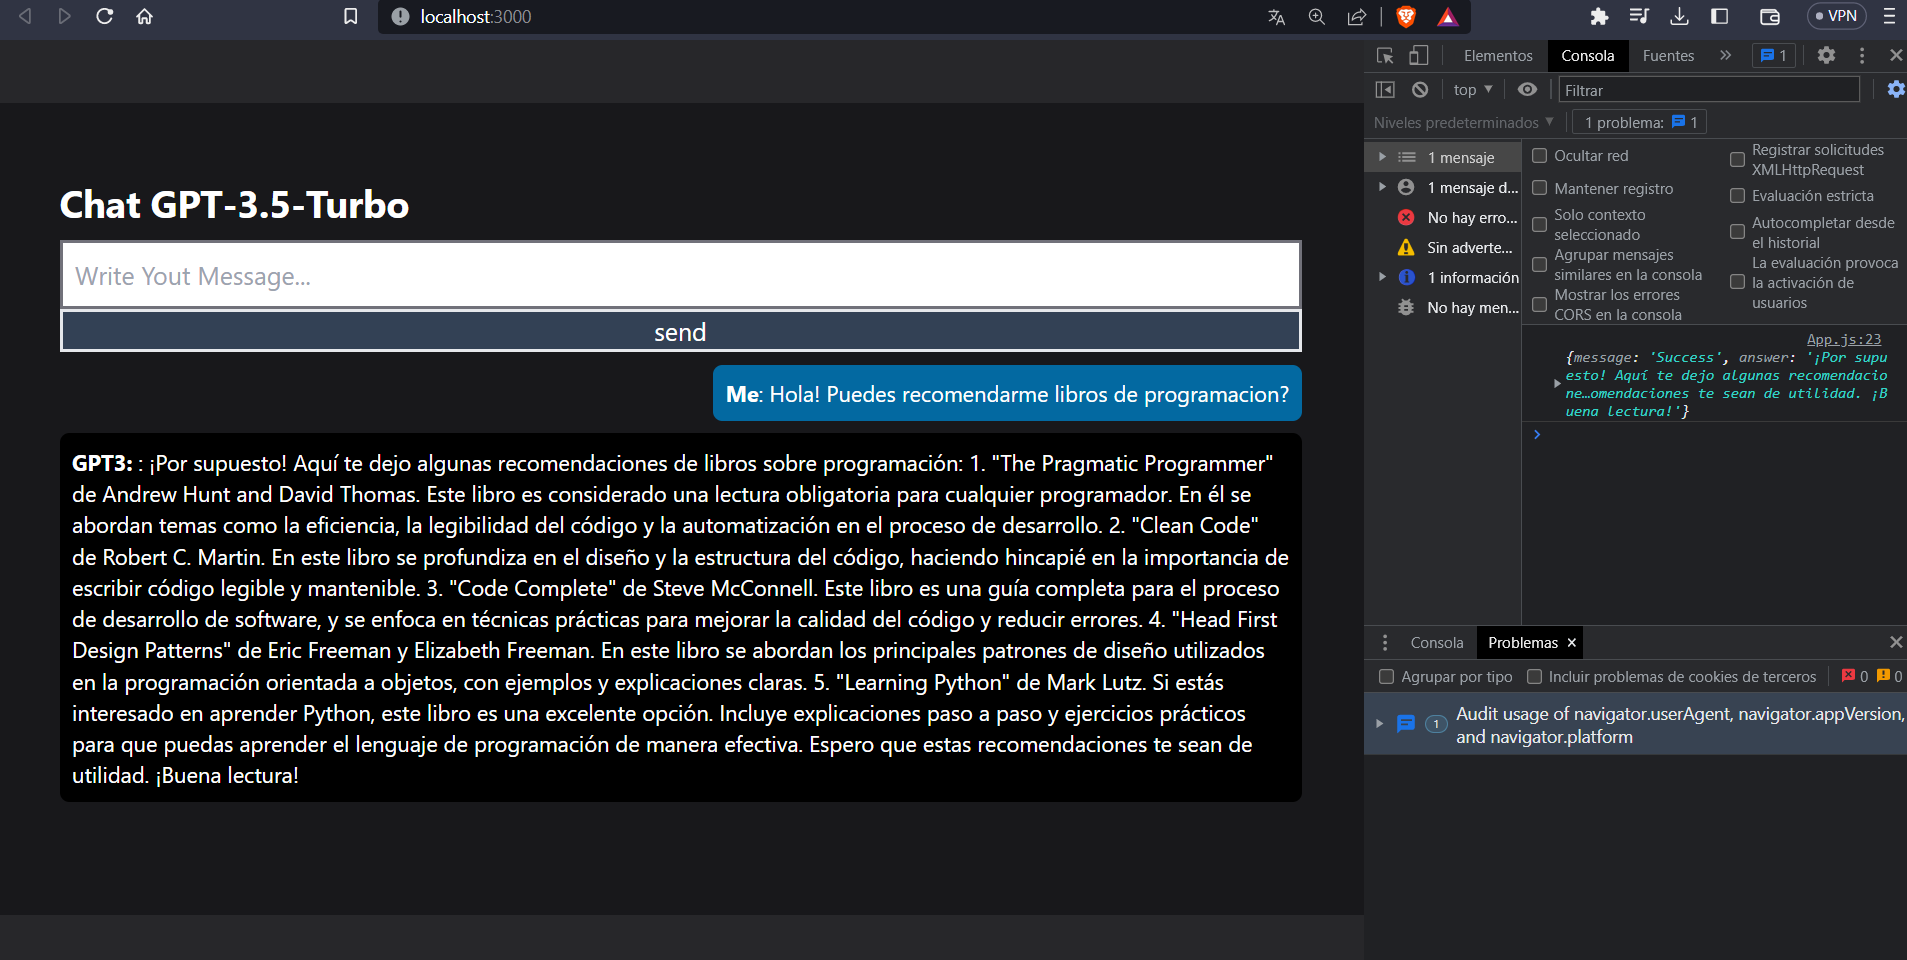 localhost:3000
VPN
Elementos Consola Fuentes 1
top Filtrar
Niveles predeterminados 1 problema: 1
1 mensaje
1 mensaje d...
No hay erro...
Sin adverte...
1 información
No hay men...
Ocultar red
Mantener registro
Solo contexto
seleccionado
Agrupar mensajes
similares en la consola
Mostrar los errores
CORS en la consola
Registrar solicitudes
XMLHttpRequest
Evaluación estricta
Autocompletar desde
el historial
La evaluación provoca
la activación de
usuarios
App.js:23
{message: 'Success', answer: '¡Por supu
esto! Aquí te dejo algunas recomendacio
ne…omendaciones te sean de utilidad. ¡B
uena lectura!'}
Chat GPT-3.5-Turbo
Write Yout Message...
send
Me: Hola! Puedes recomendarme libros de programacion?
GPT3: : ¡Por supuesto! Aquí te dejo algunas recomendaciones de libros sobre programación: 1. "The Pragmatic Programmer"
de Andrew Hunt and David Thomas. Este libro es considerado una lectura obligatoria para cualquier programador. En él se
abordan temas como la eficiencia, la legibilidad del código y la automatización en el proceso de desarrollo. 2. "Clean Code"
de Robert C. Martin. En este libro se profundiza en el diseño y la estructura del código, haciendo hincapié en la importancia de
escribir código legible y mantenible. 3. "Code Complete" de Steve McConnell. Este libro es una guía completa para el proceso
de desarrollo de software, y se enfoca en técnicas prácticas para mejorar la calidad del código y reducir errores. 4. "Head First
Design Patterns" de Eric Freeman y Elizabeth Freeman. En este libro se abordan los principales patrones de diseño utilizados
en la programación orientada a objetos, con ejemplos y explicaciones claras. 5. "Learning Python" de Mark Lutz. Si estás
interesado en aprender Python, este libro es una excelente opción. Incluye explicaciones paso a paso y ejercicios prácticos
para que puedas aprender el lenguaje de programación de manera efectiva. Espero que estas recomendaciones te sean de
utilidad. ¡Buena lectura!
Consola Problemas
Agrupar por tipo Incluir problemas de cookies de terceros 0 0
1 Audit usage of navigator.userAgent, navigator.appVersion,
and navigator.platform